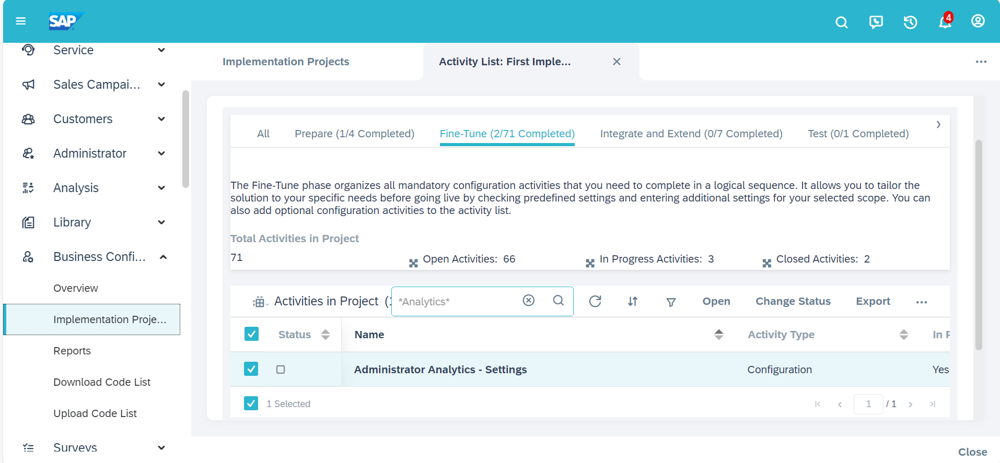 SAP
4
Service
Sales Campai...
Customers
Administrator
Analysis
Library
Business Confi...
Overview
Implementation Proje...
Reports
Download Code List
Upload Code List
Surveys
Implementation Projects
Activity List: First Imple...
All
Prepare (1/4 Completed)
Fine-Tune (2/71 Completed)
Integrate and Extend (0/7 Completed)
Test (0/1 Completed)
The Fine-Tune phase organizes all mandatory configuration activities that you need to complete in a logical sequence. It allows you to tailor the
solution to your specific needs before going live by checking predefined settings and entering additional settings for your selected scope. You can
also add optional configuration activities to the activity list.
Total Activities in Project
71
Open Activities: 66
In Progress Activities: 3
Closed Activities: 2
Activities in Project (1
*Analytics*
Open
Change Status
Export
Status
Name
Activity Type
In P
Administrator Analytics - Settings
Configuration
Yes
1 Selected
1 / 1
Close